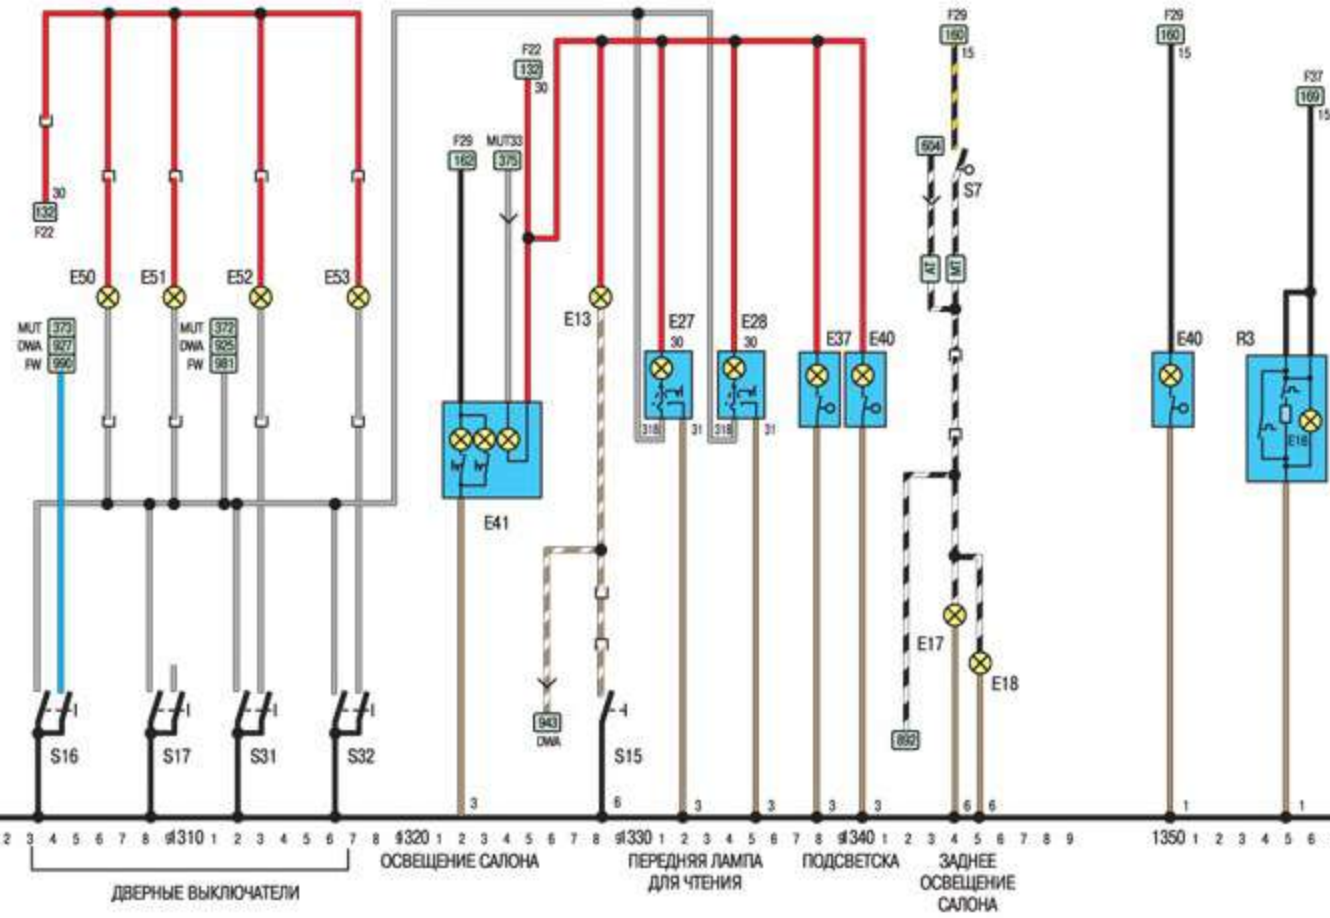 F29
160
15
F29
160
15
F22
132
30
F37
169
15
F29
162
MUT33
375
604
S7
30
132
F22
AT
MT
E50
E51
E52
E53
MUT 373
DWA 927
FW 990
MUT 372
DWA 925
FW 981
E13
E27
30
E28
30
E37
E40
E40
R3
318
31
318
31
E16
E41
E17
E18
943
DWA
892
S16
S17
S31
S32
S15
3
6
3
3
3
3
6
6
1
1
2 3 4 5 6 7 8 9 1310 1 2 3 4 5 6 7 8 9 1320 1 2 3 4 5 6 7 8 9 1330 1 2 3 4 5 6 7 8 9 1340 1 2 3 4 5 6 7 8 9 1350 1 2 3 4 5 6
ОСВЕЩЕНИЕ САЛОНА
ПЕРЕДНЯЯ ЛАМПА
ДЛЯ ЧТЕНИЯ
ПОДСВЕТСКА
ЗАДНЕЕ
ОСВЕЩЕНИЕ
САЛОНА
ДВЕРНЫЕ ВЫКЛЮЧАТЕЛИ